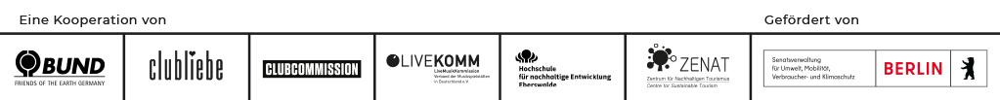 Eine Kooperation von
Gefördert von
BUND
FRIENDS OF THE EARTH GERMANY
clubliebe
CLUBCOMMISSION
LIVEKOMM
LiveMusikKommission
Verband der Musikspielstätten
in Deutschland e.V.
Hochschule
für nachhaltige Entwicklung
Eberswalde
ZENAT
Zentrum für Nachhaltigen Tourismus
Centre for Sustainable Tourism
Senatsverwaltung
für Umwelt, Mobilität,
Verbraucher- und Klimaschutz
BERLIN